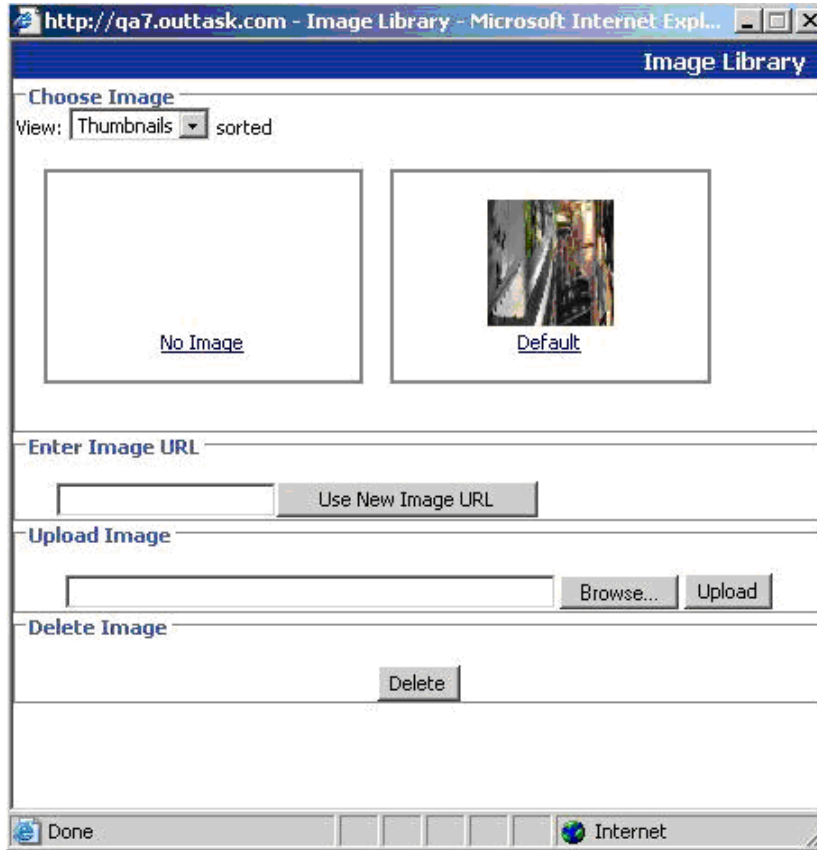 http://qa7.outtask.com - Image Library - Microsoft Internet Expl...
Image Library
Choose Image
View: Thumbnails sorted
No Image
Default
Enter Image URL
Use New Image URL
Upload Image
Browse... Upload
Delete Image
Delete
Done Internet